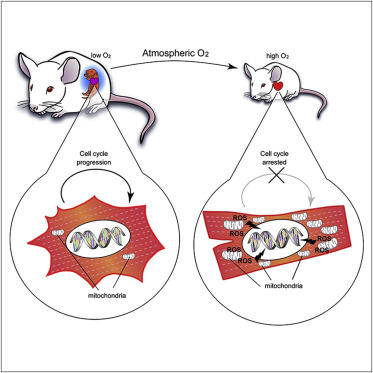 low O₂
Atmospheric O₂
high O₂
Cell cycle
progression
Cell cycle
arrested
ROS
ROS
ROS
ROS
ROS
ROS
ROS
mitochondria
mitochondria